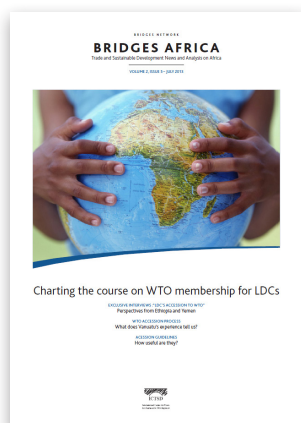 BRIDGES NETWORK
BRIDGES AFRICA
Trade and Sustainable Development News and Analysis on Africa
VOLUME 2, ISSUE 5 – JULY 2013
Charting the course on WTO membership for LDCs
EXCLUSIVE INTERVIEWS "LDC'S ACCESSION TO WTO"
Perspectives from Ethiopia and Yemen
WTO ACCESSION PROCESS
What does Vanuatu's experience tell us?
ACESSION GUIDELINES
How useful are they?
ICTSD